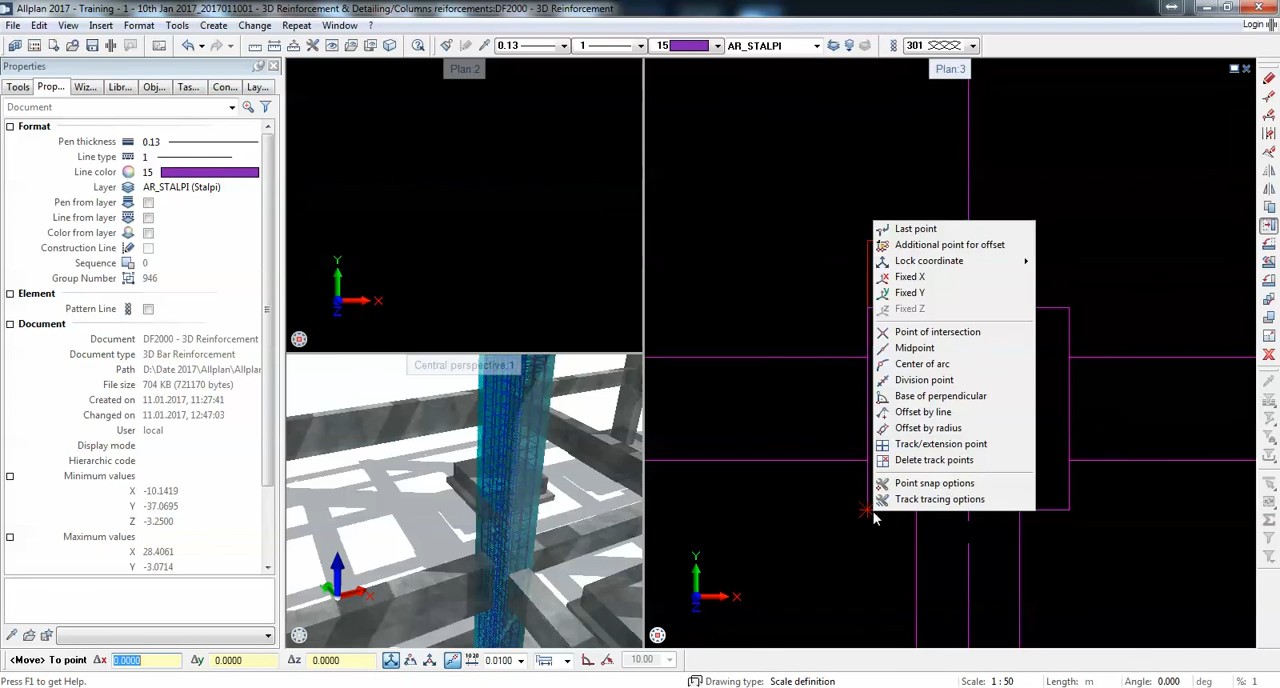 Allplan 2017 - Training - 1 - 10th Jan 2017_2017011001 - 3D Reinforcement & Detailing/Columns reiforcements:DF2000 - 3D Reinforcement
File Edit View Insert Format Tools Create Change Repeat Window ?
Login
0.13 1 15 AR_STALPI 301
Properties
Tools Prop... Wiz... Libr... Obj... Tas... Con... Lay...
Document
Format
Pen thickness 0.13
Line type 1
Line color 15
Layer AR_STALPI (Stalpi)
Pen from layer
Line from layer
Color from layer
Construction Line
Sequence 0
Group Number 946
Element
Pattern Line
Document
Document DF2000 - 3D Reinforcement
Document type 3D Bar Reinforcement
Path D:\Date 2017\Allplan\Allplan
File size 704 KB (721170 bytes)
Created on 11.01.2017, 11:27:41
Changed on 11.01.2017, 12:47:03
User local
Display mode
Hierarchic code
Minimum values
X -10.1419
Y -37.0695
Z -3.2500
Maximum values
X 28.4061
Y -3.0714
Plan:2
Y
X
Z
Central perspective:1
X
Plan:3
Last point
Additional point for offset
Lock coordinate
Fixed X
Fixed Y
Fixed Z
Point of intersection
Midpoint
Center of arc
Division point
Base of perpendicular
Offset by line
Offset by radius
Track/extension point
Delete track points
Point snap options
Track tracing options
Y
X
Z
<Move> To point Δx 0.0000 Δy 0.0000 Δz 0.0000 0.0100 10.00
Press F1 to get Help. Drawing type: Scale definition Scale: 1 : 50 Length: m Angle: 0.000 deg %: 1